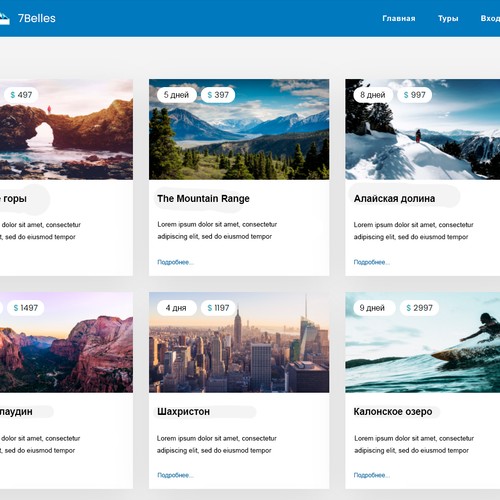 7Belles
Главная Туры Вход
$ 497
5 дней $ 397
8 дней $ 997
горы
The Mountain Range
Алайская долина
dolor sit amet, consectetur
elit, sed do eiusmod tempor
Lorem ipsum dolor sit amet, consectetur
adipiscing elit, sed do eiusmod tempor
Lorem ipsum dolor sit amet, consectetur
adipiscing elit, sed do eiusmod tempor
Подробнее...
Подробнее...
$ 1497
4 дня $ 1197
9 дней $ 2997
Шахристон
Калонское озеро
dolor sit amet, consectetur
elit, sed do eiusmod tempor
Lorem ipsum dolor sit amet, consectetur
adipiscing elit, sed do eiusmod tempor
Lorem ipsum dolor sit amet, consectetur
adipiscing elit, sed do eiusmod tempor
Подробнее...
Подробнее...